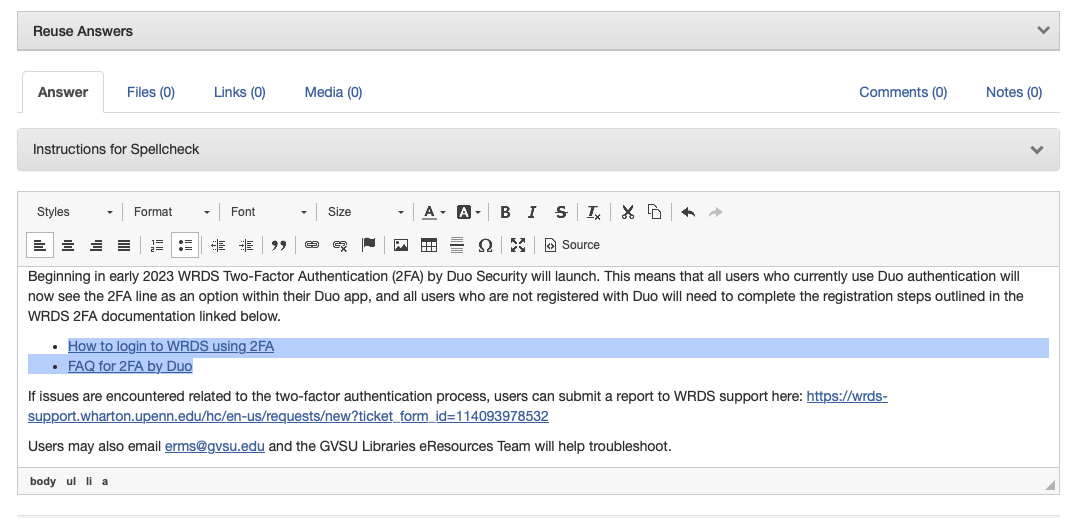 Reuse Answers
Answer Files (0) Links (0) Media (0) Comments (0) Notes (0)
Instructions for Spellcheck
Styles Format Font Size A A B I S Tx
Source
Beginning in early 2023 WRDS Two-Factor Authentication (2FA) by Duo Security will launch. This means that all users who currently use Duo authentication will
now see the 2FA line as an option within their Duo app, and all users who are not registered with Duo will need to complete the registration steps outlined in the
WRDS 2FA documentation linked below.
• How to login to WRDS using 2FA
• FAQ for 2FA by Duo
If issues are encountered related to the two-factor authentication process, users can submit a report to WRDS support here: https://wrds-
support.wharton.upenn.edu/hc/en-us/requests/new?ticket_form_id=114093978532
Users may also email erms@gvsu.edu and the GVSU Libraries eResources Team will help troubleshoot.
body ul li a